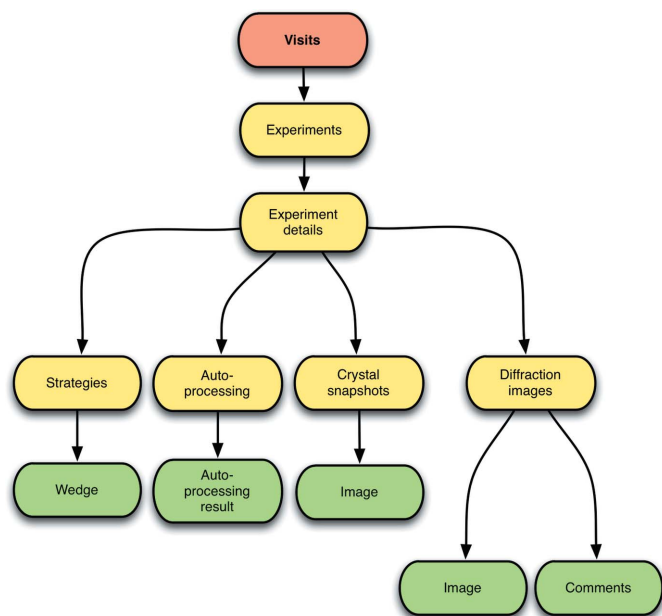 Visits
Experiments
Experiment
details
Strategies
Auto-
processing
Crystal
snapshots
Diffraction
images
Wedge
Auto-
processing
result
Image
Image
Comments